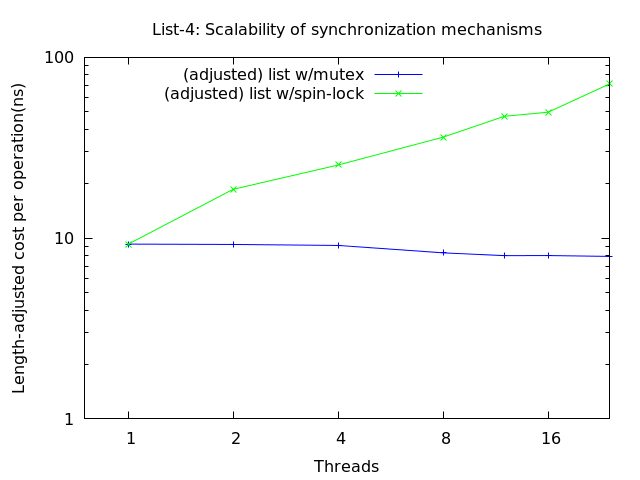 List-4: Scalability of synchronization mechanisms
100
(adjusted) list w/mutex
(adjusted) list w/spin-lock
10
1
Length-adjusted cost per operation(ns)
1 2 4 8 16
Threads